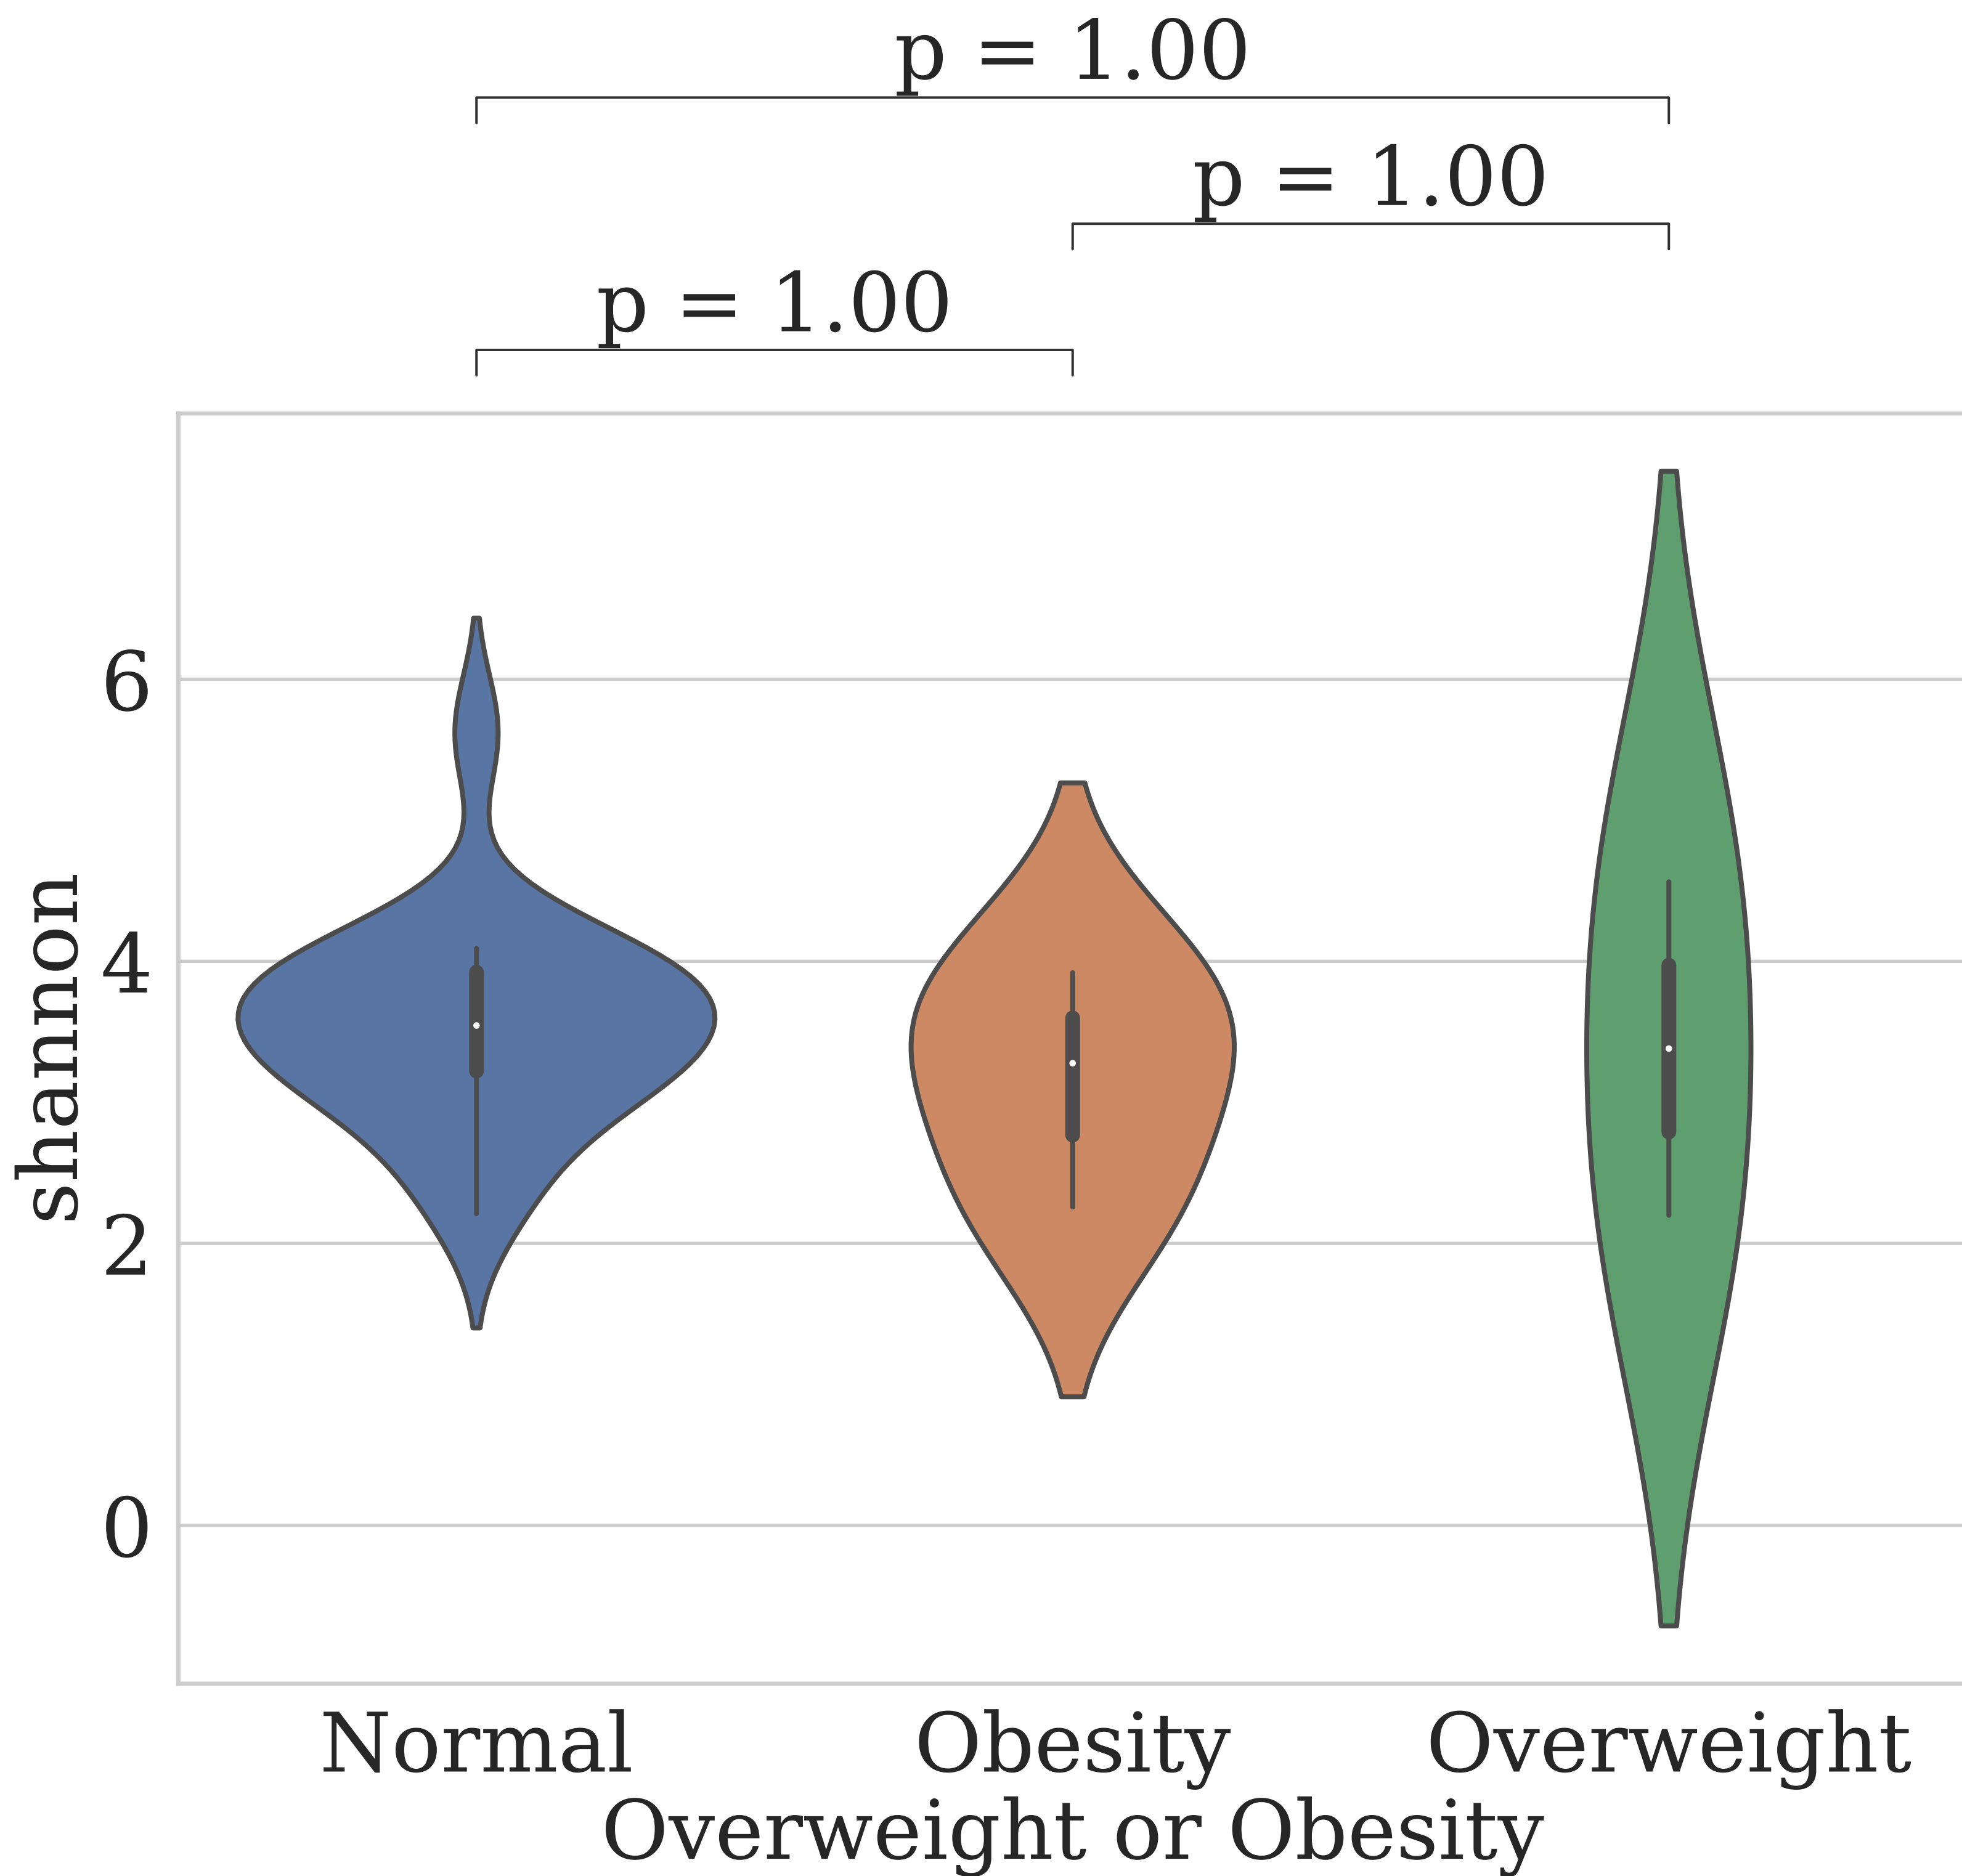 p = 1.00
p = 1.00
p = 1.00
shannon
6
4
2
0
Normal Obesity Overweight
Overweight or Obesity